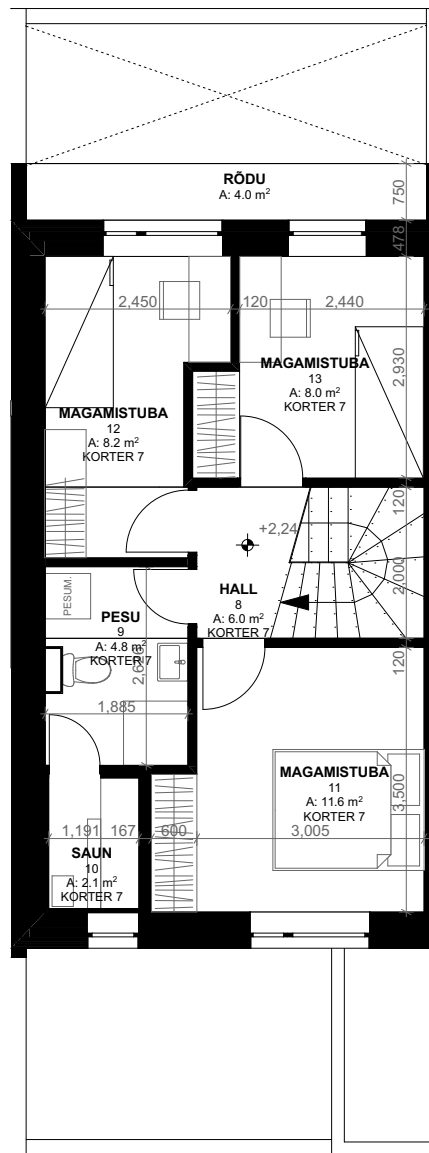 RÕDU
A: 4.0 m²
750
478
2,450
120
2,440
MAGAMISTUBA
13
A: 8.0 m²
KORTER 7
2,930
MAGAMISTUBA
12
A: 8.2 m²
KORTER 7
120
+2,24
2,000
HALL
8
A: 6.0 m²
KORTER 7
PESUM.
PESU
9
A: 4.8 m²
KORTER 7
120
1,885
MAGAMISTUBA
11
A: 11.6 m²
KORTER 7
3,500
1,191
167
600
3,005
SAUN
10
A: 2.1 m²
KORTER 7